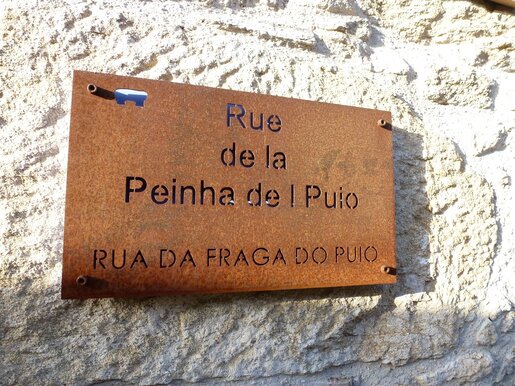 Rue
de la
Peinha de l Puio
RUA DA FRAGA DO PUIO